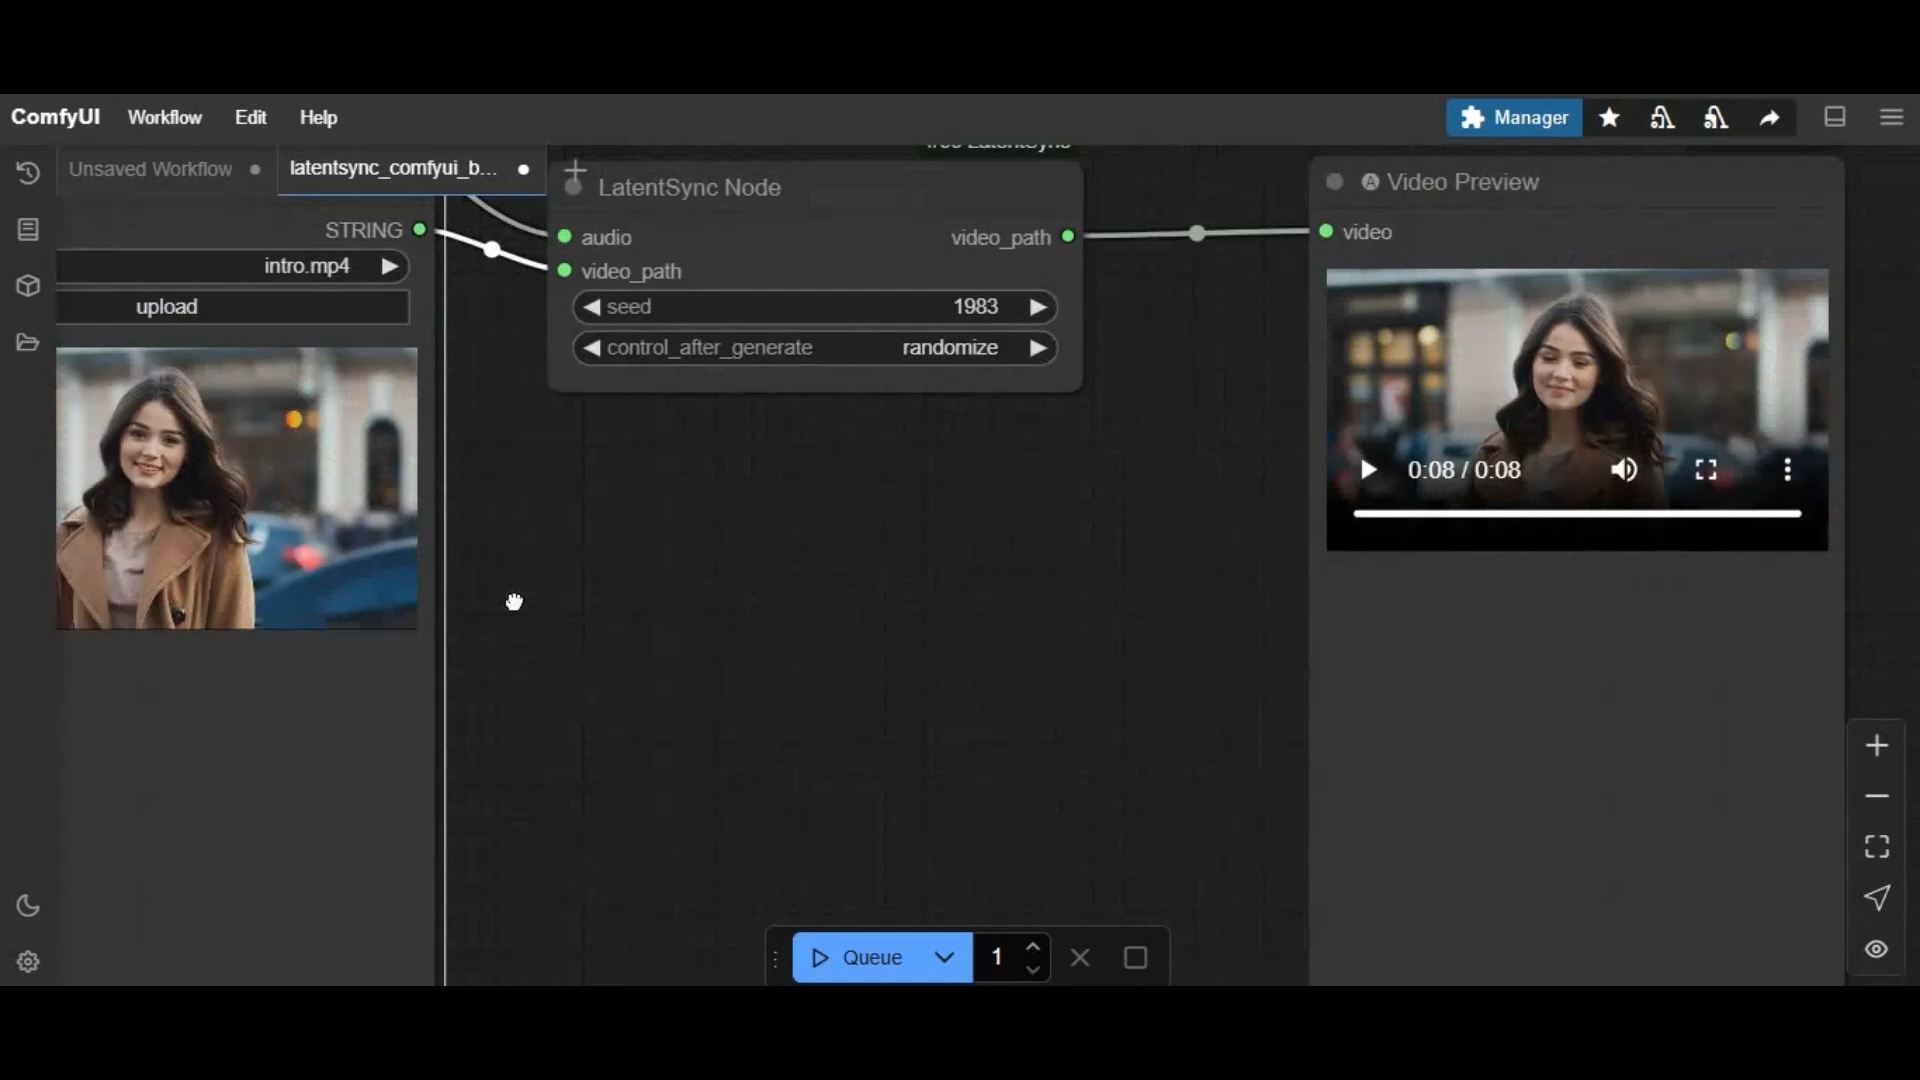 ComfyUI Workflow Edit Help Manager
Unsaved Workflow latentsync_comfyui_b...
STRING
intro.mp4
upload
LatentSync Node
audio video_path
video_path
seed 1983
control_after_generate randomize
Video Preview
video
0:08 / 0:08
Queue 1